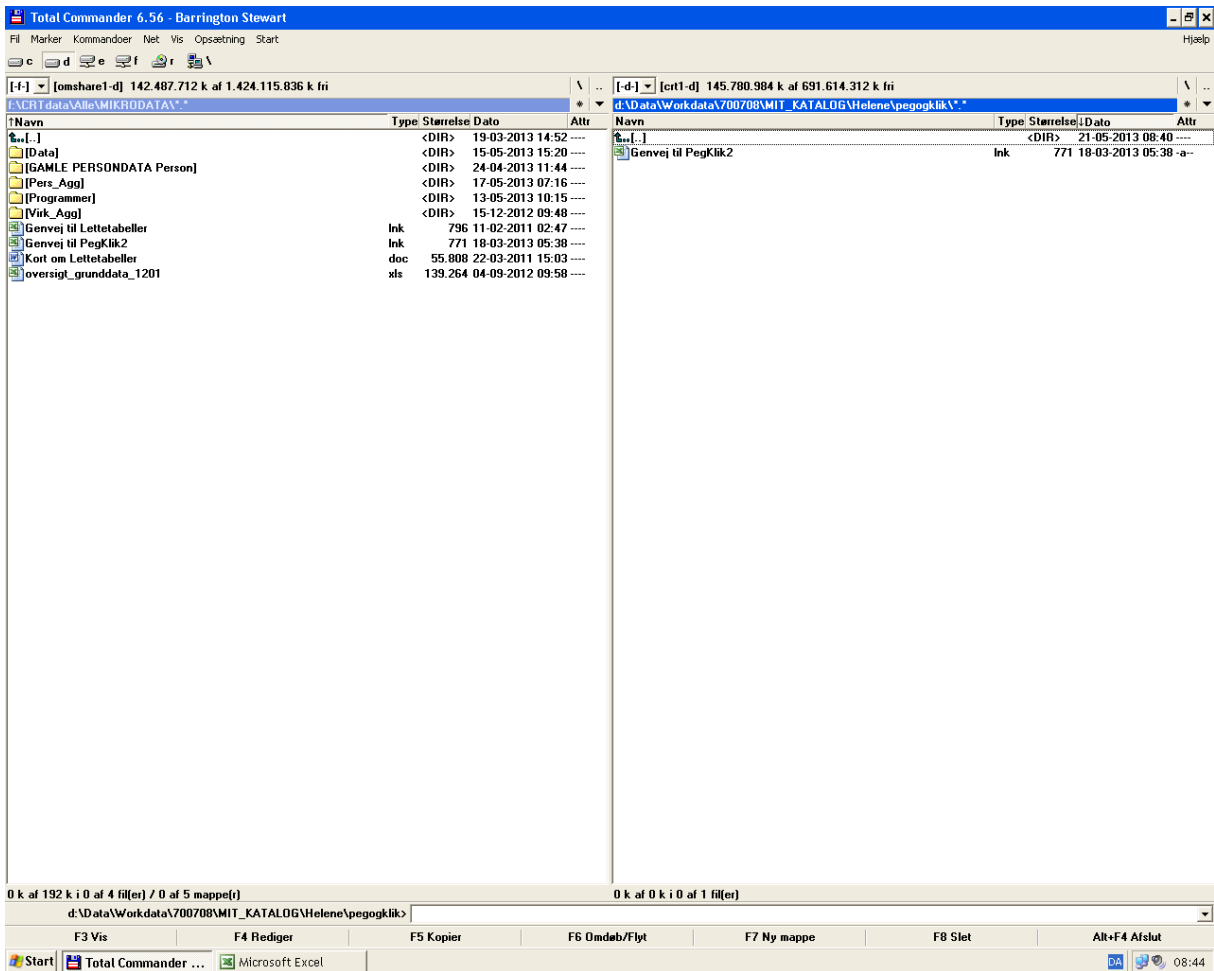 Total Commander 6.56 - Barrington Stewart
Fil Marker Kommandoer Net Vis Opsætning Start Hjælp
c d e f r \
[-f-] [omshare1-d] 142.487.712 k af 1.424.115.836 k fri \ ..
f:\CRTdata\Alle\MIKRODATA\*.* * ▼
↑Navn Type Størrelse Dato Attr
[..] <DIR> 19-03-2013 14:52 ----
[Data] <DIR> 15-05-2013 15:20 ----
[GAMLE PERSONDATA Person] <DIR> 24-04-2013 11:44 ----
[Pers_Agg] <DIR> 17-05-2013 07:16 ----
[Programmer] <DIR> 13-05-2013 10:15 ----
[Virk_Agg] <DIR> 15-12-2012 09:48 ----
Genvej til Lettetabeller lnk 796 11-02-2011 02:47 ----
Genvej til PegKlik2 lnk 771 18-03-2013 05:38 ----
Kort om Lettetabeller doc 55.808 22-03-2011 15:03 ----
oversigt_grunddata_1201 xls 139.264 04-09-2012 09:58 ----
0 k af 192 k i 0 af 4 fil(er) / 0 af 5 mappe(r)
[-d-] [crt1-d] 145.780.984 k af 691.614.312 k fri \ ..
d:\Data\Workdata\700708\MIT_KATALOG\Helene\pegogklik\*.* * ▼
Navn Type Størrelse ↓Dato Attr
[..] <DIR> 21-05-2013 08:40 ----
Genvej til PegKlik2 lnk 771 18-03-2013 05:38 -a--
0 k af 0 k i 0 af 1 fil(er)
d:\Data\Workdata\700708\MIT_KATALOG\Helene\pegogklik>
F3 Vis F4 Rediger F5 Kopier F6 Omdøb/Flyt F7 Ny mappe F8 Slet Alt+F4 Afslut
Start Total Commander ... Microsoft Excel DA 08:44